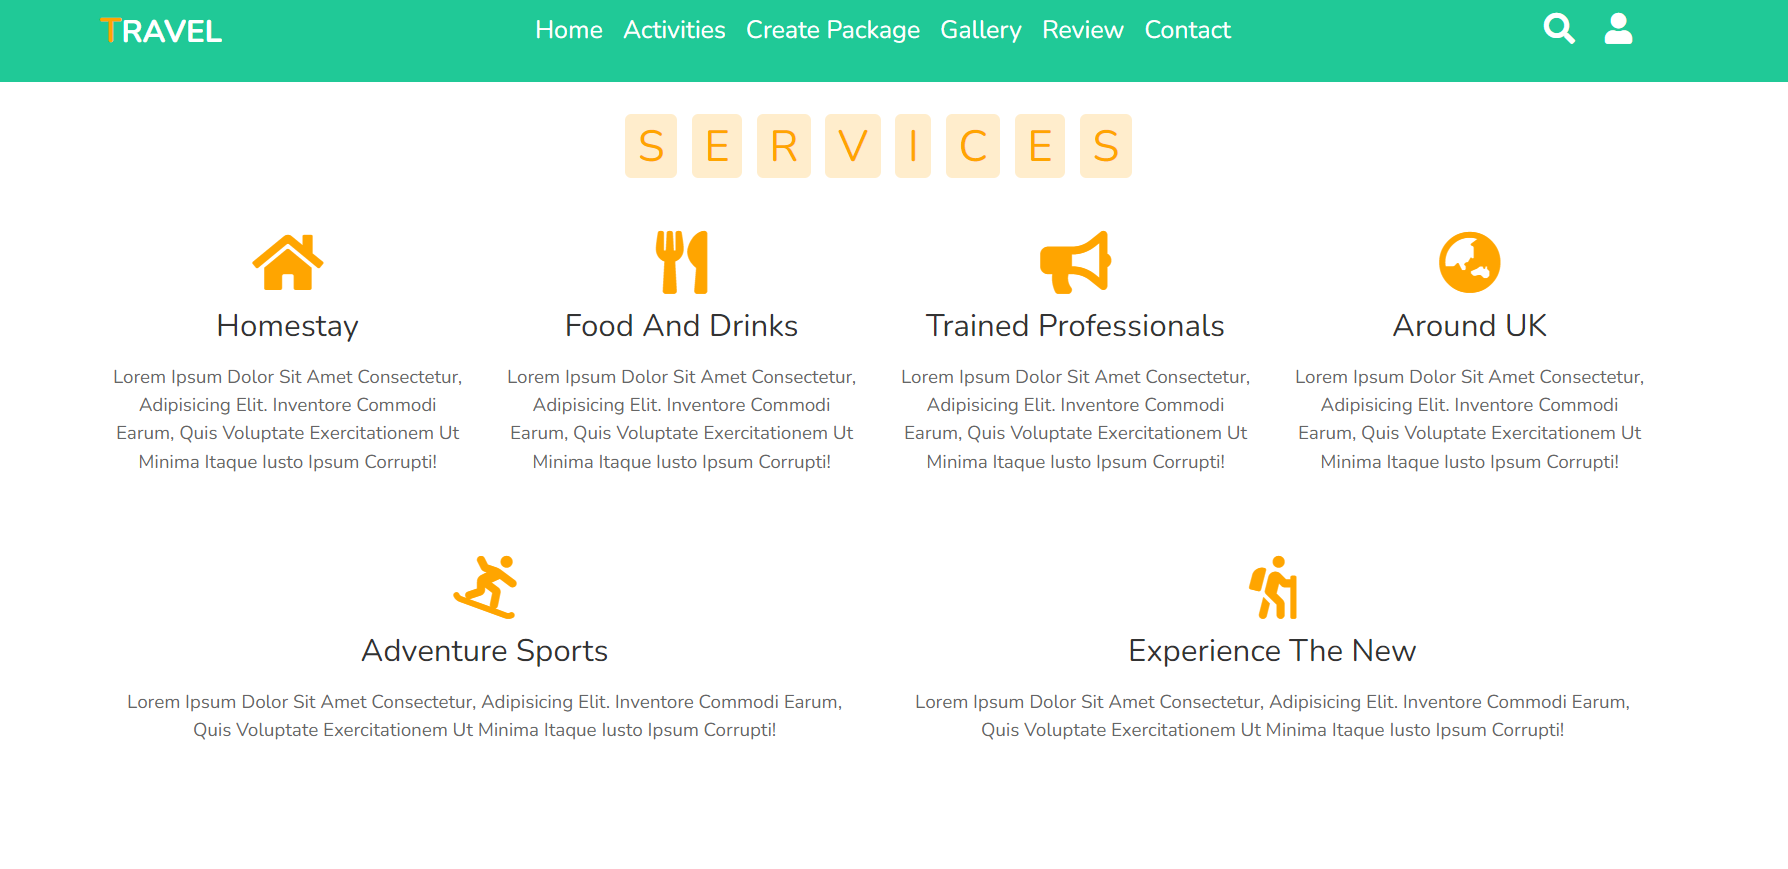 TRAVEL
Home Activities Create Package Gallery Review Contact
SERVICES
Homestay
Lorem Ipsum Dolor Sit Amet Consectetur,
Adipisicing Elit. Inventore Commodi
Earum, Quis Voluptate Exercitationem Ut
Minima Itaque Iusto Ipsum Corrupti!
Food And Drinks
Lorem Ipsum Dolor Sit Amet Consectetur,
Adipisicing Elit. Inventore Commodi
Earum, Quis Voluptate Exercitationem Ut
Minima Itaque Iusto Ipsum Corrupti!
Trained Professionals
Lorem Ipsum Dolor Sit Amet Consectetur,
Adipisicing Elit. Inventore Commodi
Earum, Quis Voluptate Exercitationem Ut
Minima Itaque Iusto Ipsum Corrupti!
Around UK
Lorem Ipsum Dolor Sit Amet Consectetur,
Adipisicing Elit. Inventore Commodi
Earum, Quis Voluptate Exercitationem Ut
Minima Itaque Iusto Ipsum Corrupti!
Adventure Sports
Lorem Ipsum Dolor Sit Amet Consectetur, Adipisicing Elit. Inventore Commodi Earum,
Quis Voluptate Exercitationem Ut Minima Itaque Iusto Ipsum Corrupti!
Experience The New
Lorem Ipsum Dolor Sit Amet Consectetur, Adipisicing Elit. Inventore Commodi Earum,
Quis Voluptate Exercitationem Ut Minima Itaque Iusto Ipsum Corrupti!